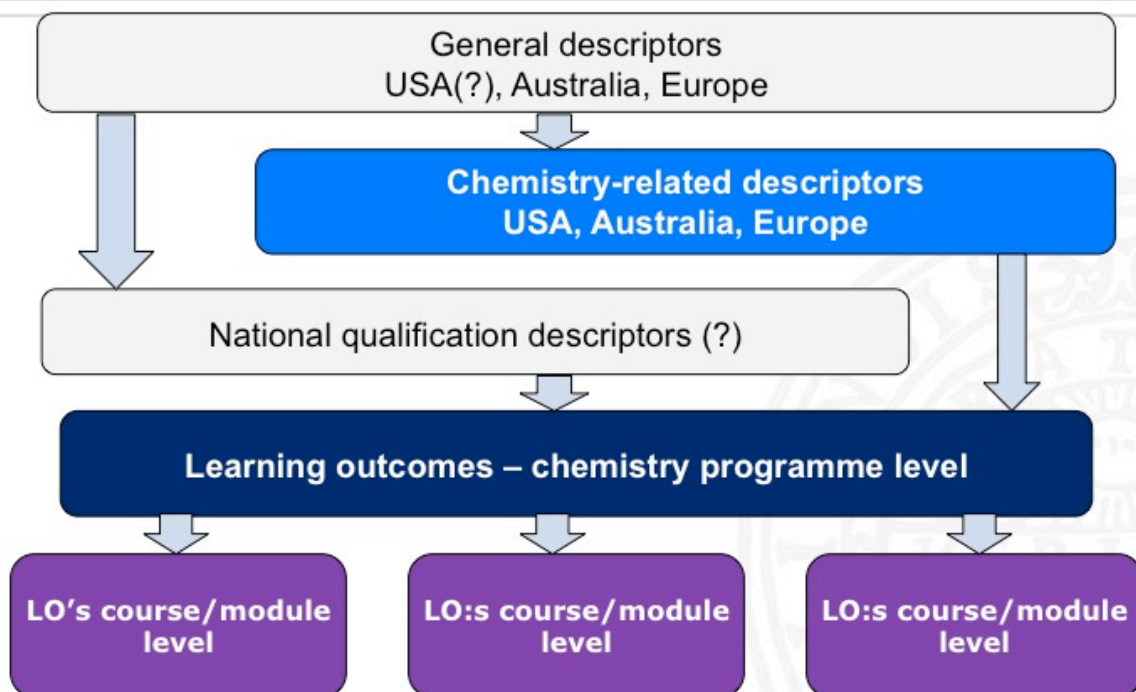 General descriptors
USA(?), Australia, Europe
Chemistry-related descriptors
USA, Australia, Europe
National qualification descriptors (?)
Learning outcomes – chemistry programme level
LO’s course/module
level
LO:s course/module
level
LO:s course/module
level